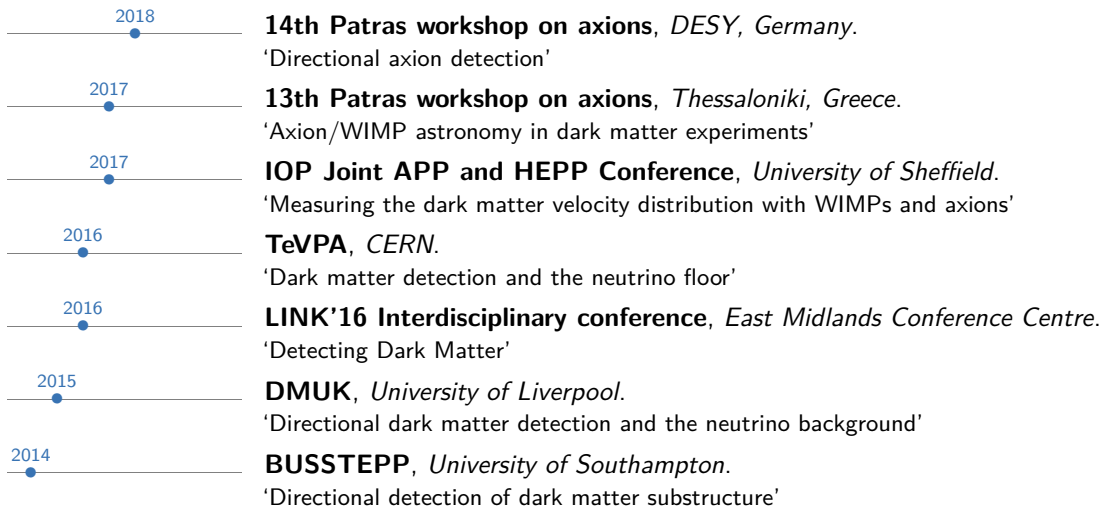 2018
14th Patras workshop on axions, DESY, Germany.
‘Directional axion detection’
2017
13th Patras workshop on axions, Thessaloniki, Greece.
‘Axion/WIMP astronomy in dark matter experiments’
2017
IOP Joint APP and HEPP Conference, University of Sheffield.
‘Measuring the dark matter velocity distribution with WIMPs and axions’
2016
TeVPA, CERN.
‘Dark matter detection and the neutrino floor’
2016
LINK’16 Interdisciplinary conference, East Midlands Conference Centre.
‘Detecting Dark Matter’
2015
DMUK, University of Liverpool.
‘Directional dark matter detection and the neutrino background’
2014
BUSSTEPP, University of Southampton.
‘Directional detection of dark matter substructure’